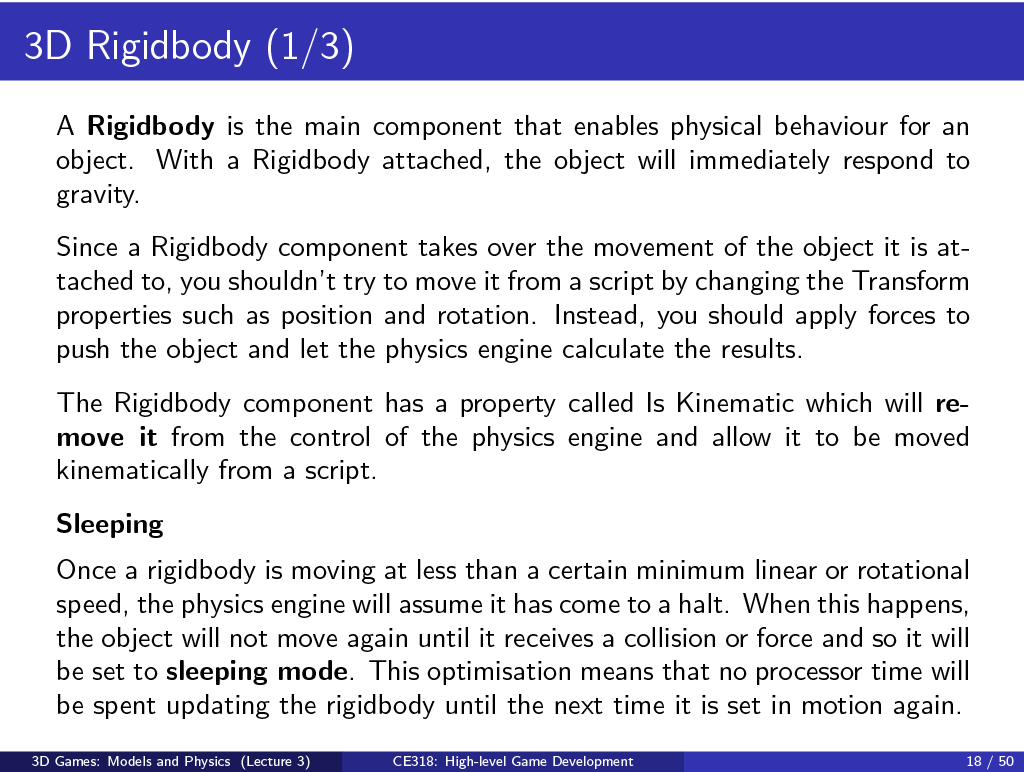 3D Rigidbody (1/3)
A Rigidbody is the main component that enables physical behaviour for an
object. With a Rigidbody attached, the object will immediately respond to
gravity.
Since a Rigidbody component takes over the movement of the object it is at-
tached to, you shouldn't try to move it from a script by changing the Transform
properties such as position and rotation. Instead, you should apply forces to
push the object and let the physics engine calculate the results.
The Rigidbody component has a property called Is Kinematic which will re-
move it from the control of the physics engine and allow it to be moved
kinematically from a script.
Sleeping
Once a rigidbody is moving at less than a certain minimum linear or rotational
speed, the physics engine will assume it has come to a halt. When this happens,
the object will not move again until it receives a collision or force and so it will
be set to sleeping mode. This optimisation means that no processor time will
be spent updating the rigidbody until the next time it is set in motion again.
3D Games: Models and Physics (Lecture 3) CE318: High-level Game Development 18 / 50